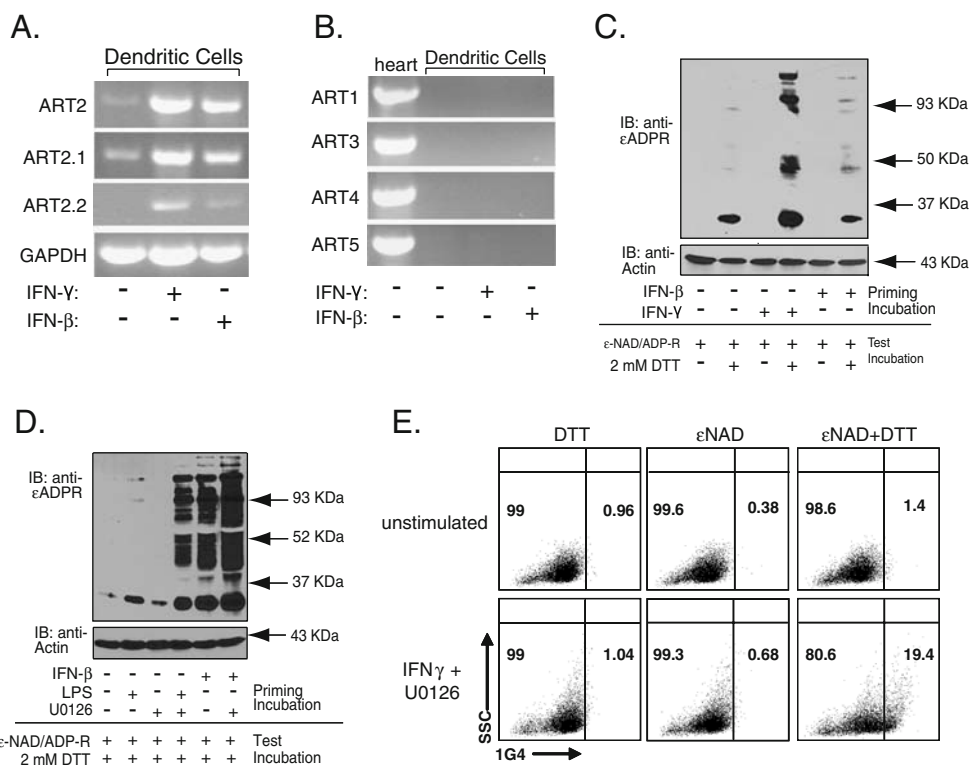 A.
Dendritic Cells
ART2
ART2.1
ART2.2
GAPDH
IFN-γ: - + -
IFN-β: - - +
B.
heart Dendritic Cells
ART1
ART3
ART4
ART5
IFN-γ: - - + -
IFN-β: - - - +
C.
IB: anti-
εADPR
93 KDa
50 KDa
37 KDa
IB: anti-
Actin
43 KDa
IFN-β - - - - + + Priming
IFN-γ - - + + - - Incubation
ε-NAD/ADP-R + + + + + + Test
2 mM DTT - + - + - + Incubation
D.
IB: anti-
εADPR
93 KDa
52 KDa
37 KDa
IB: anti-
Actin
43 KDa
IFN-β - - - - + +
LPS - + - + - - Priming
U0126 - - + + - + Incubation
ε-NAD/ADP-R + + + + + + Test
2 mM DTT + + + + + + Incubation
E.
DTT εNAD εNAD+DTT
unstimulated
99 0.96 99.6 0.38 98.6 1.4
IFNγ +
U0126
99 1.04 99.3 0.68 80.6 19.4
SSC
1G4